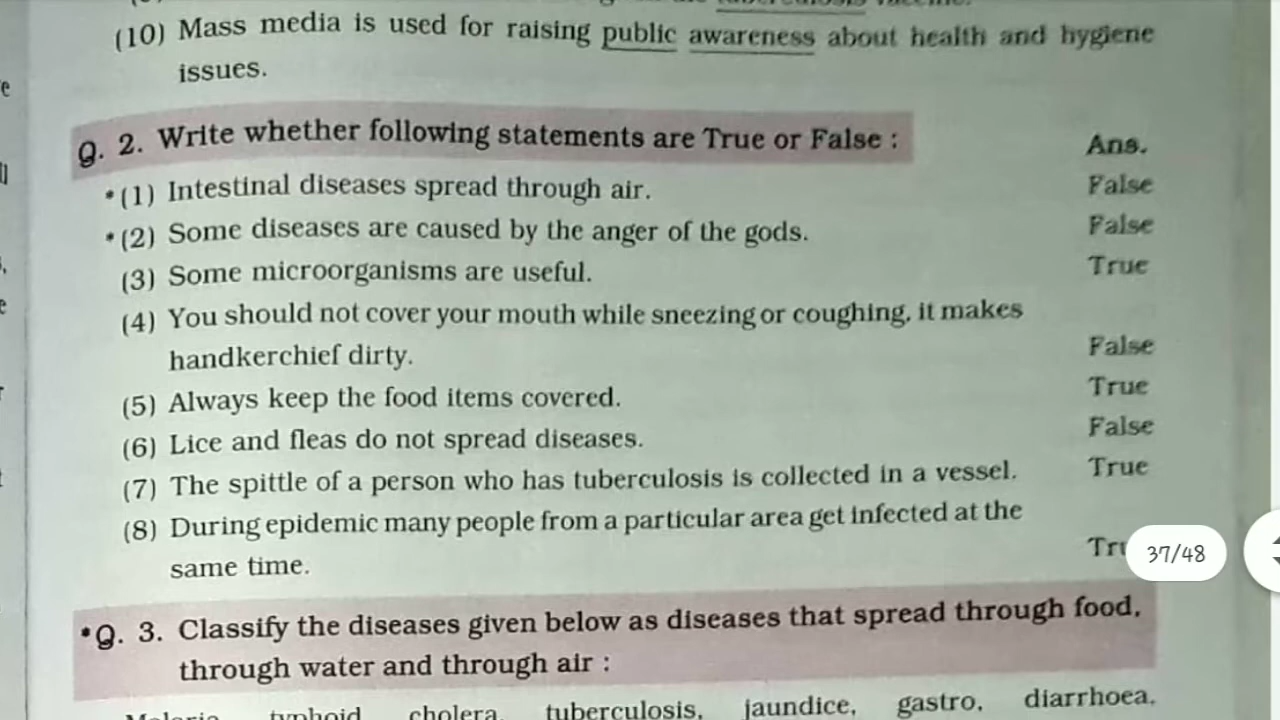 (10) Mass media is used for raising public awareness about health and hygiene
issues.
Q. 2. Write whether following statements are True or False :
Ans.
*(1) Intestinal diseases spread through air. False
*(2) Some diseases are caused by the anger of the gods. False
(3) Some microorganisms are useful. True
(4) You should not cover your mouth while sneezing or coughing, it makes
handkerchief dirty. False
(5) Always keep the food items covered. True
(6) Lice and fleas do not spread diseases. False
(7) The spittle of a person who has tuberculosis is collected in a vessel. True
(8) During epidemic many people from a particular area get infected at the
same time.
37/48
*Q. 3. Classify the diseases given below as diseases that spread through food,
through water and through air :
typhoid cholera, tuberculosis, jaundice, gastro, diarrhoea,